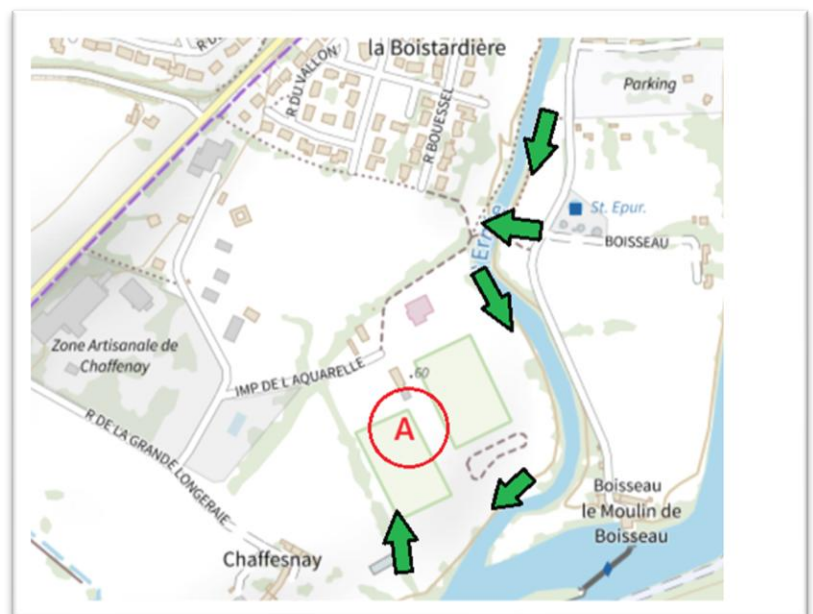 la Boistardière
R D
R DU VALLON
R BOUESSEL
Parking
St. Epur.
BOISSEAU
Zone Artisanale de
Chaffenay
IMP DE L AQUARELLE
.60
A
R DE LA GRANDE LONGERAIE
Boisseau
le Moulin de
Boisseau
Chaffesnay